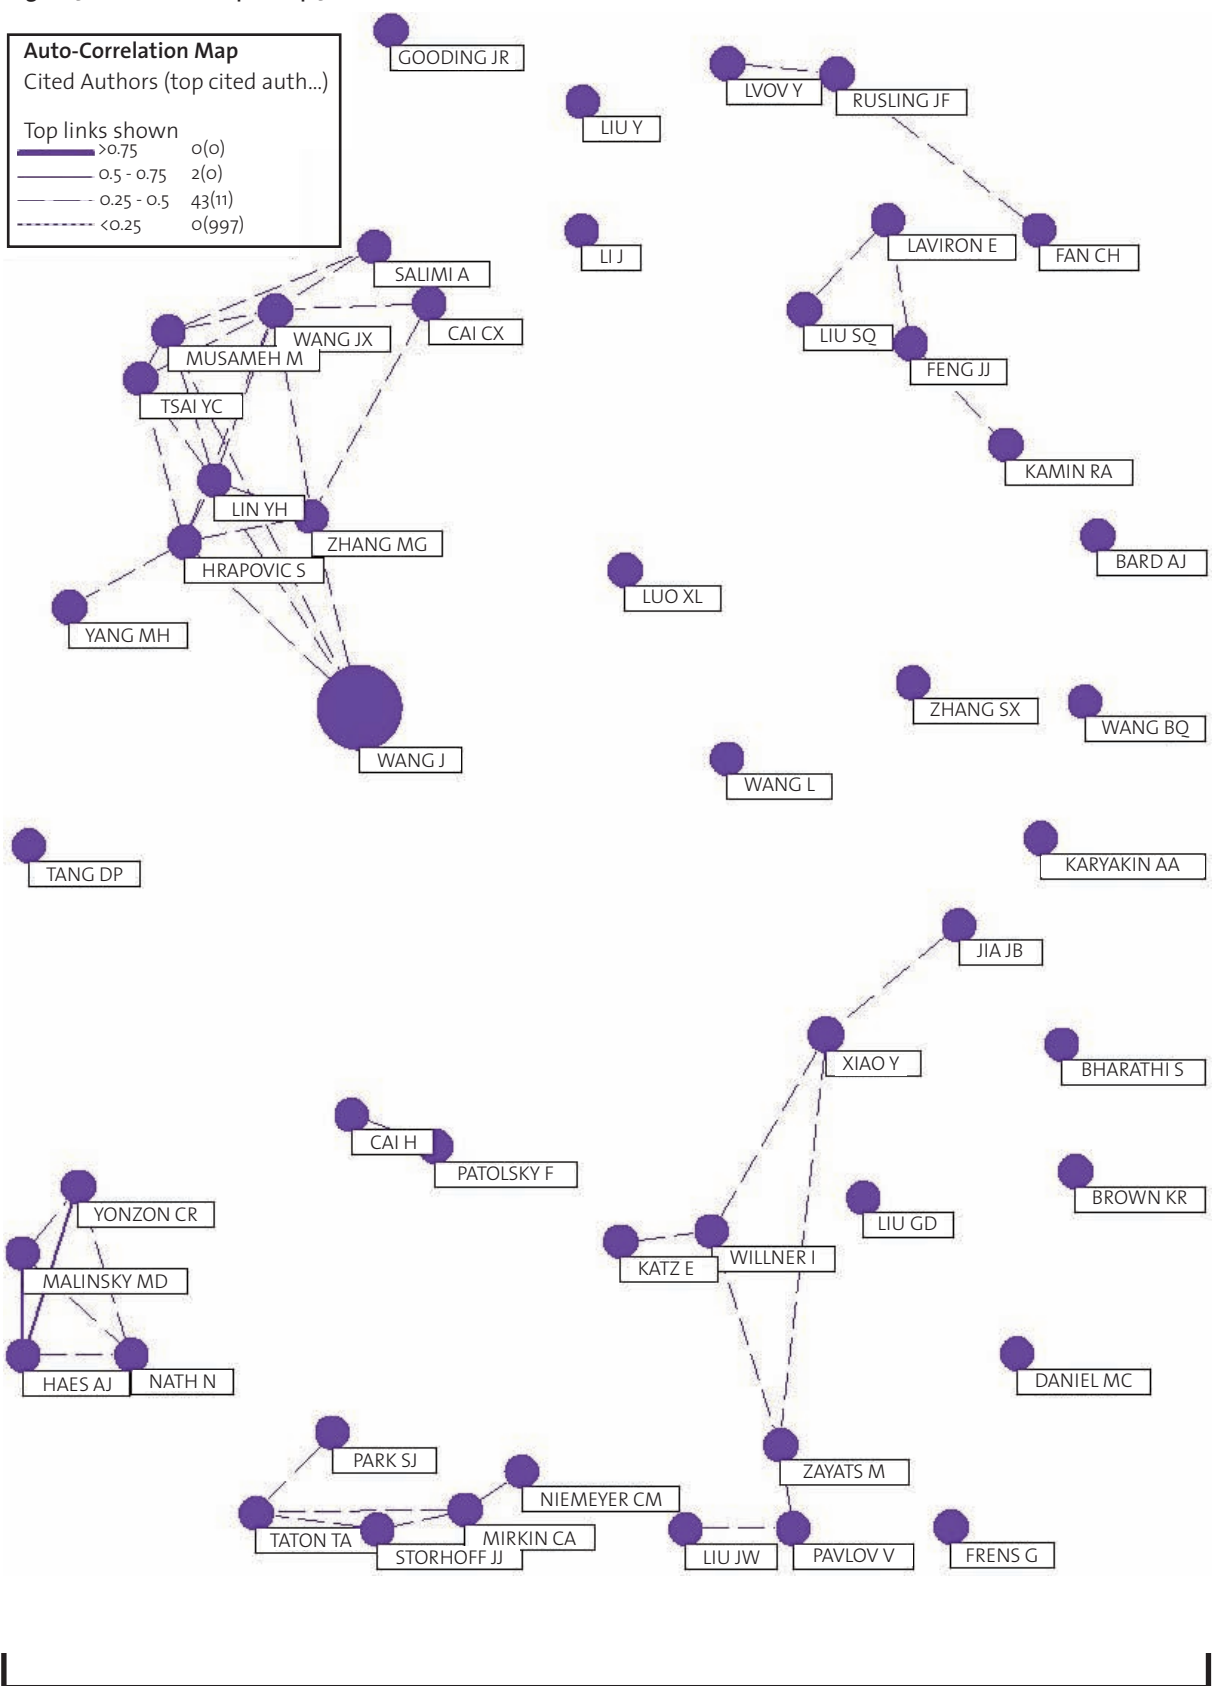 Auto-Correlation Map
Cited Authors (top cited auth...)
Top links shown
>0.75 0(0)
0.5 - 0.75 2(0)
0.25 - 0.5 43(11)
<0.25 0(997)
GOODING JR
LVOV Y
RUSLING JF
LIU Y
LAVIRON E
FAN CH
LI J
SALIMI A
CAI CX
WANG JX
MUSAMEH M
LIU SQ
FENG JJ
TSAI YC
KAMIN RA
LIN YH
ZHANG MG
HRAPOVIC S
BARD AJ
LUO XL
YANG MH
ZHANG SX
WANG BQ
WANG J
WANG L
TANG DP
KARYAKIN AA
JIA JB
XIAO Y
BHARATHI S
CAI H
PATOLSKY F
BROWN KR
YONZON CR
LIU GD
WILLNER I
KATZ E
MALINSKY MD
HAES AJ
NATH N
DANIEL MC
PARK SJ
ZAYATS M
NIEMEYER CM
MIRKIN CA
TATON TA
STORHOFF JJ
LIU JW
PAVLOV V
FRENS G